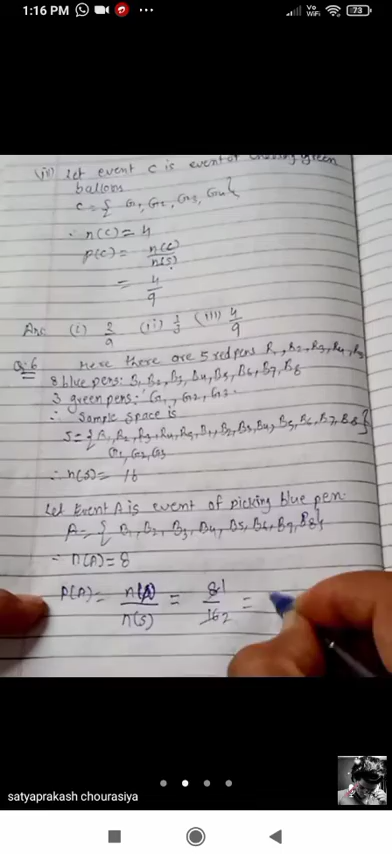 1:16 PM
Vo
WiFi
73
(iii) Let event C is event of choosing green
balloon
C = { G1, G2, G3, G4 }
∴ n(C) = 4
P(C) = n(C)
n(S)
= 4
9
Ans: (i) 2/9 (ii) 1/3 (iii) 4/9
Q:6 Here there are 5 red pens R1, R2, R3, R4, R5
8 blue pens: B1, B2, B3, B4, B5, B6, B7, B8
3 green pens: G1, G2, G3.
∴ Sample space is
S = { R1, R2, R3, R4, R5, B1, B2, B3, B4, B5, B6, B7, B8 }
G1, G2, G3
∴ n(S) = 16
Let Event A is event of picking blue pen.
A = { B1, B2, B3, B4, B5, B6, B7, B8 }
∴ n(A) = 8
P(A) = n(A) = 8 1 =
n(S) 16 2
satyaprakash chourasiya